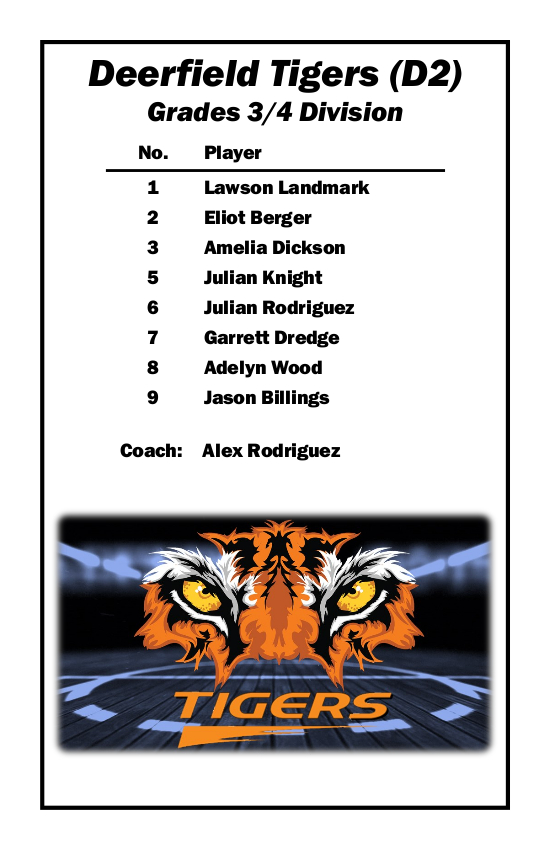 Deerfield Tigers (D2)
Grades 3/4 Division
No. Player
1 Lawson Landmark
2 Eliot Berger
3 Amelia Dickson
5 Julian Knight
6 Julian Rodriguez
7 Garrett Dredge
8 Adelyn Wood
9 Jason Billings
Coach: Alex Rodriguez
TIGERS